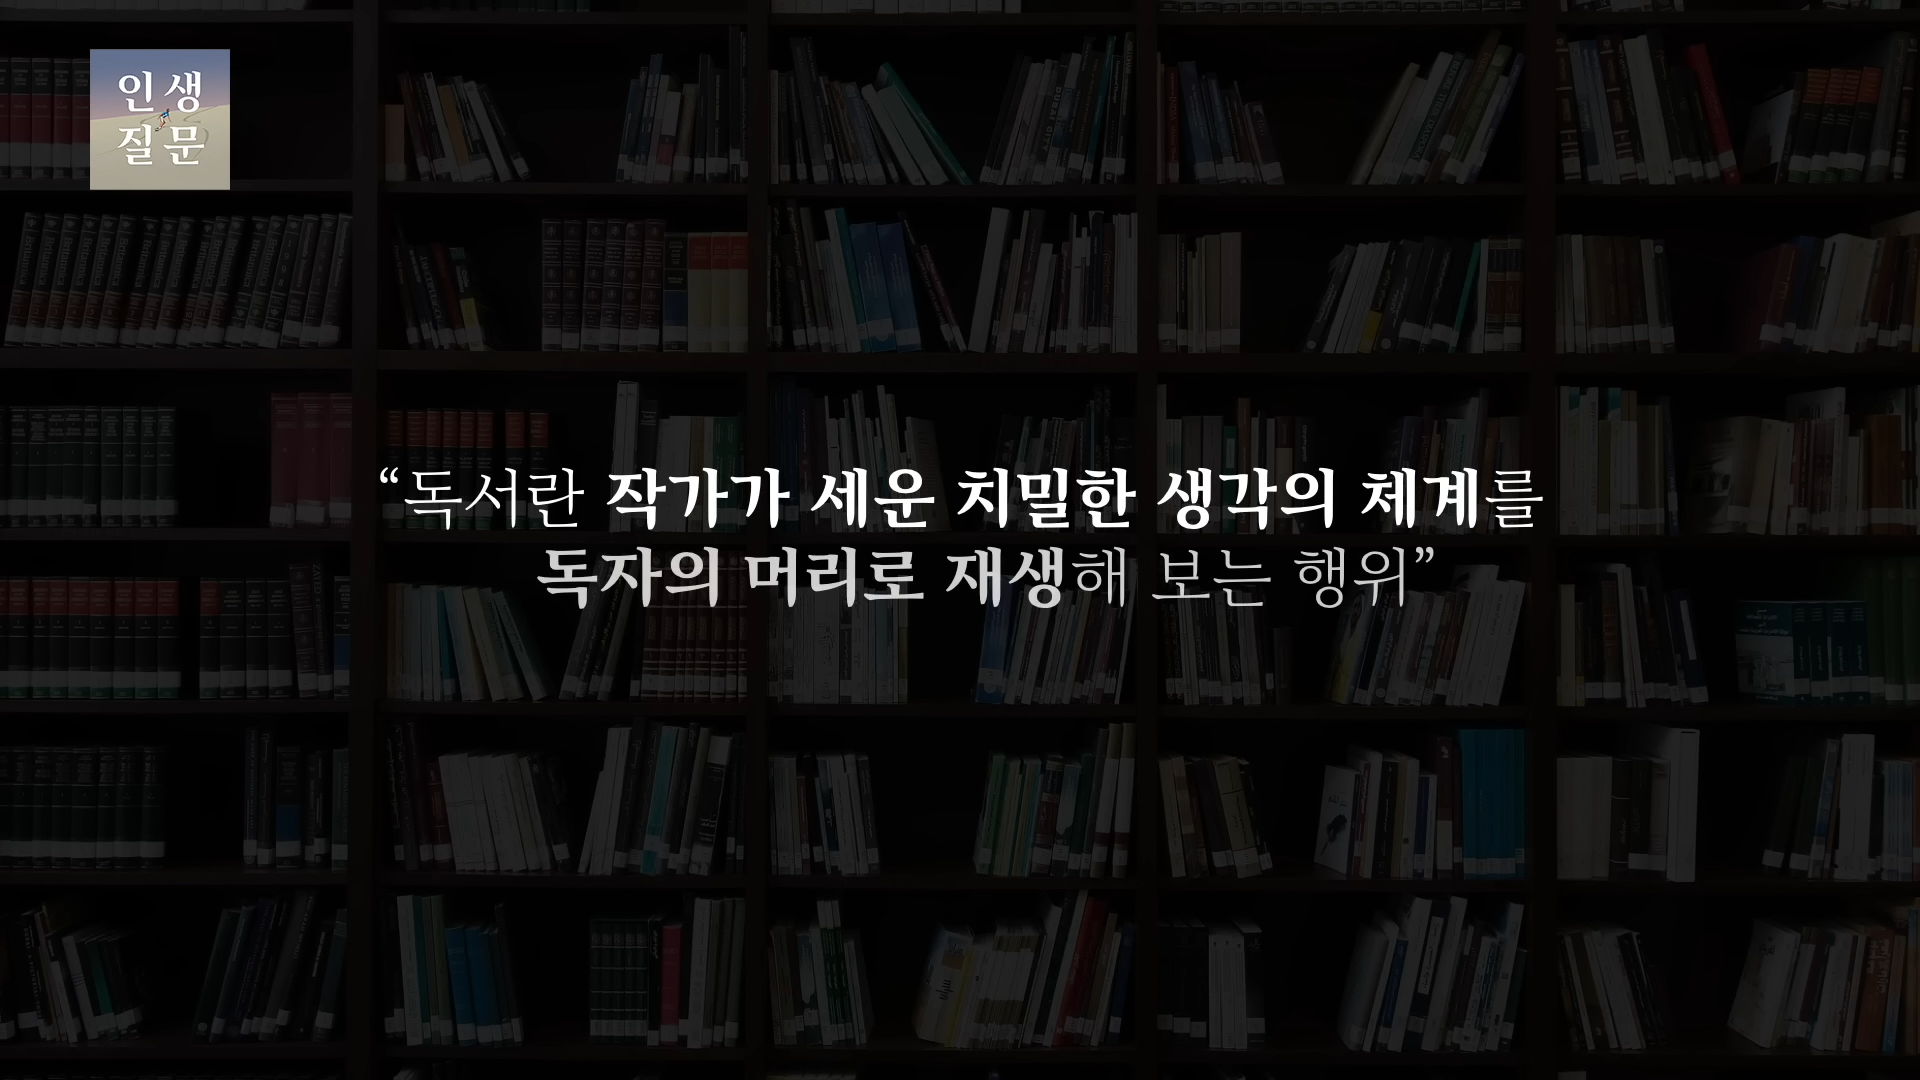 인생
질문
“독서란 작가가 세운 치밀한 생각의 체계를
독자의 머리로 재생해 보는 행위”